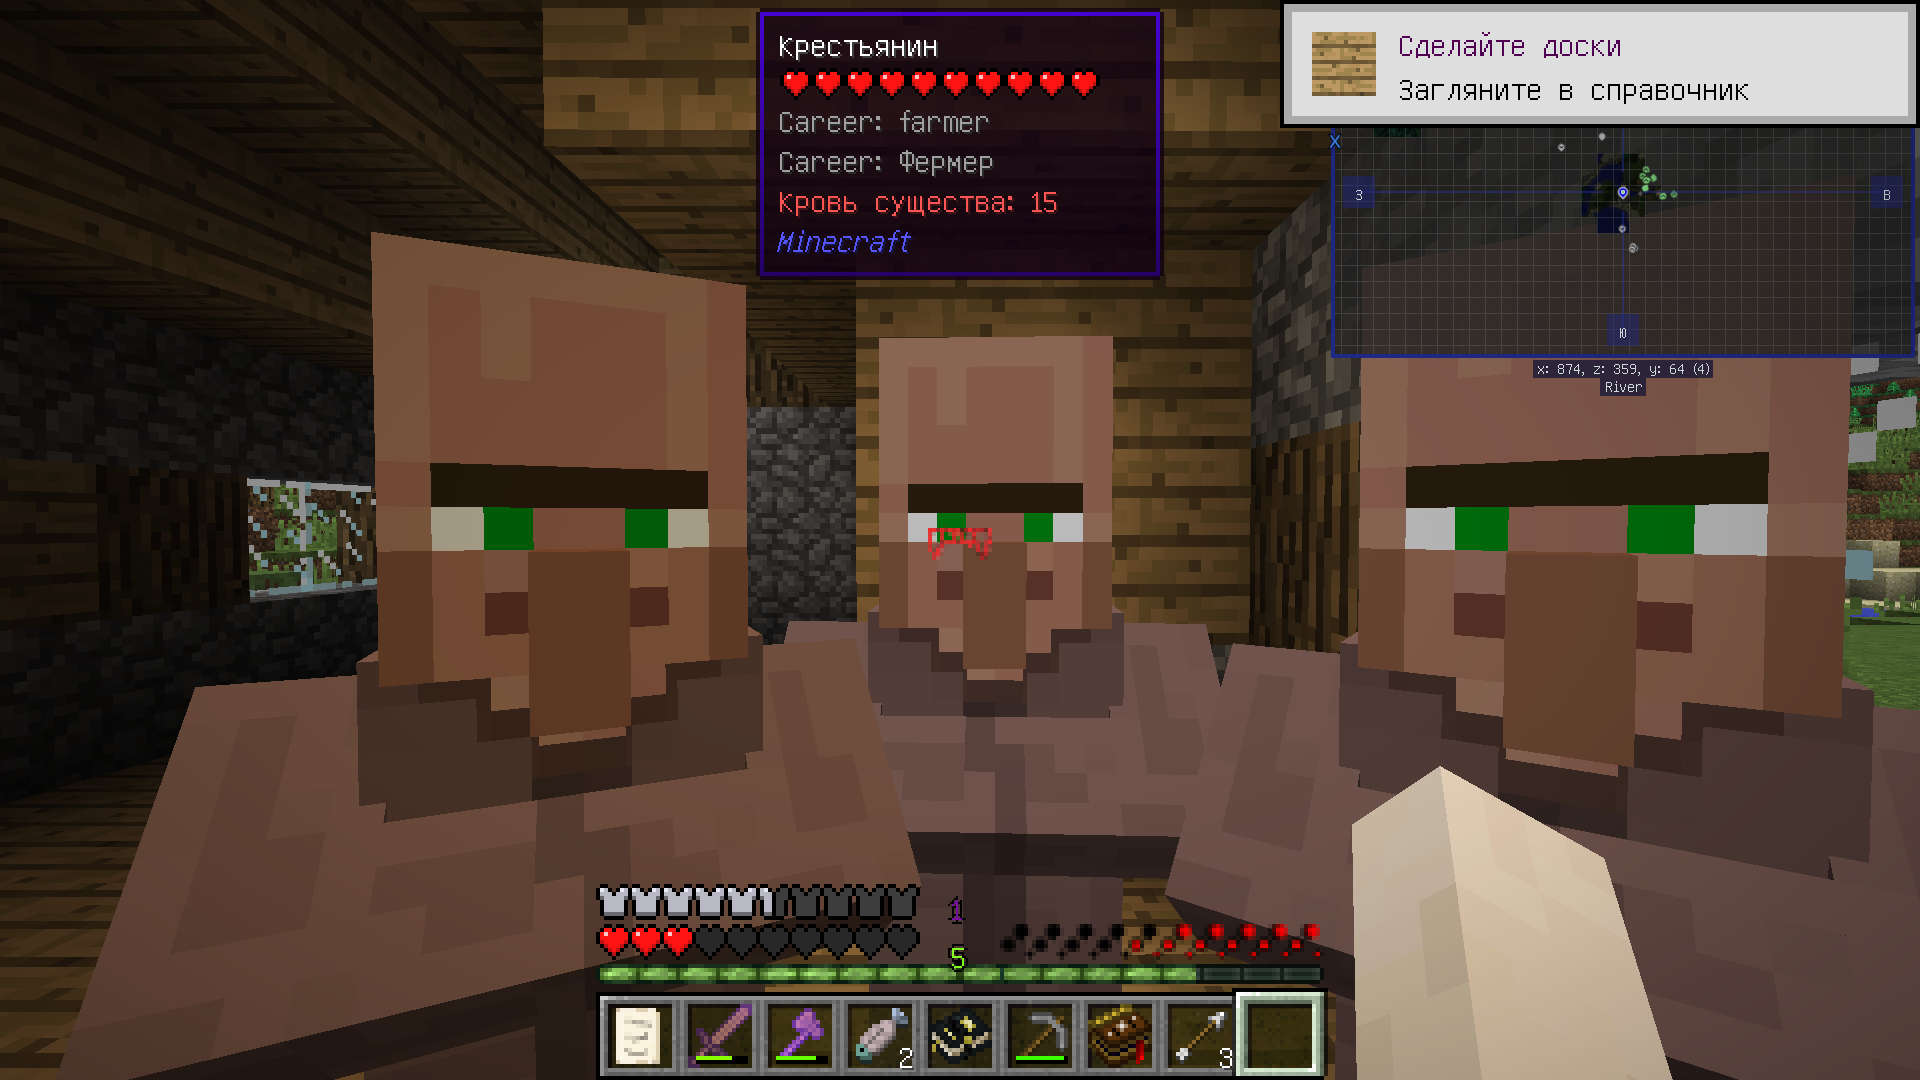 Крестьянин
Career: farmer
Career: Фермер
Кровь существа: 15
Minecraft
Сделайте доски
Загляните в справочник
X
З
В
Ю
x: 874, z: 359, y: 64 (4)
River
1
5
2
3